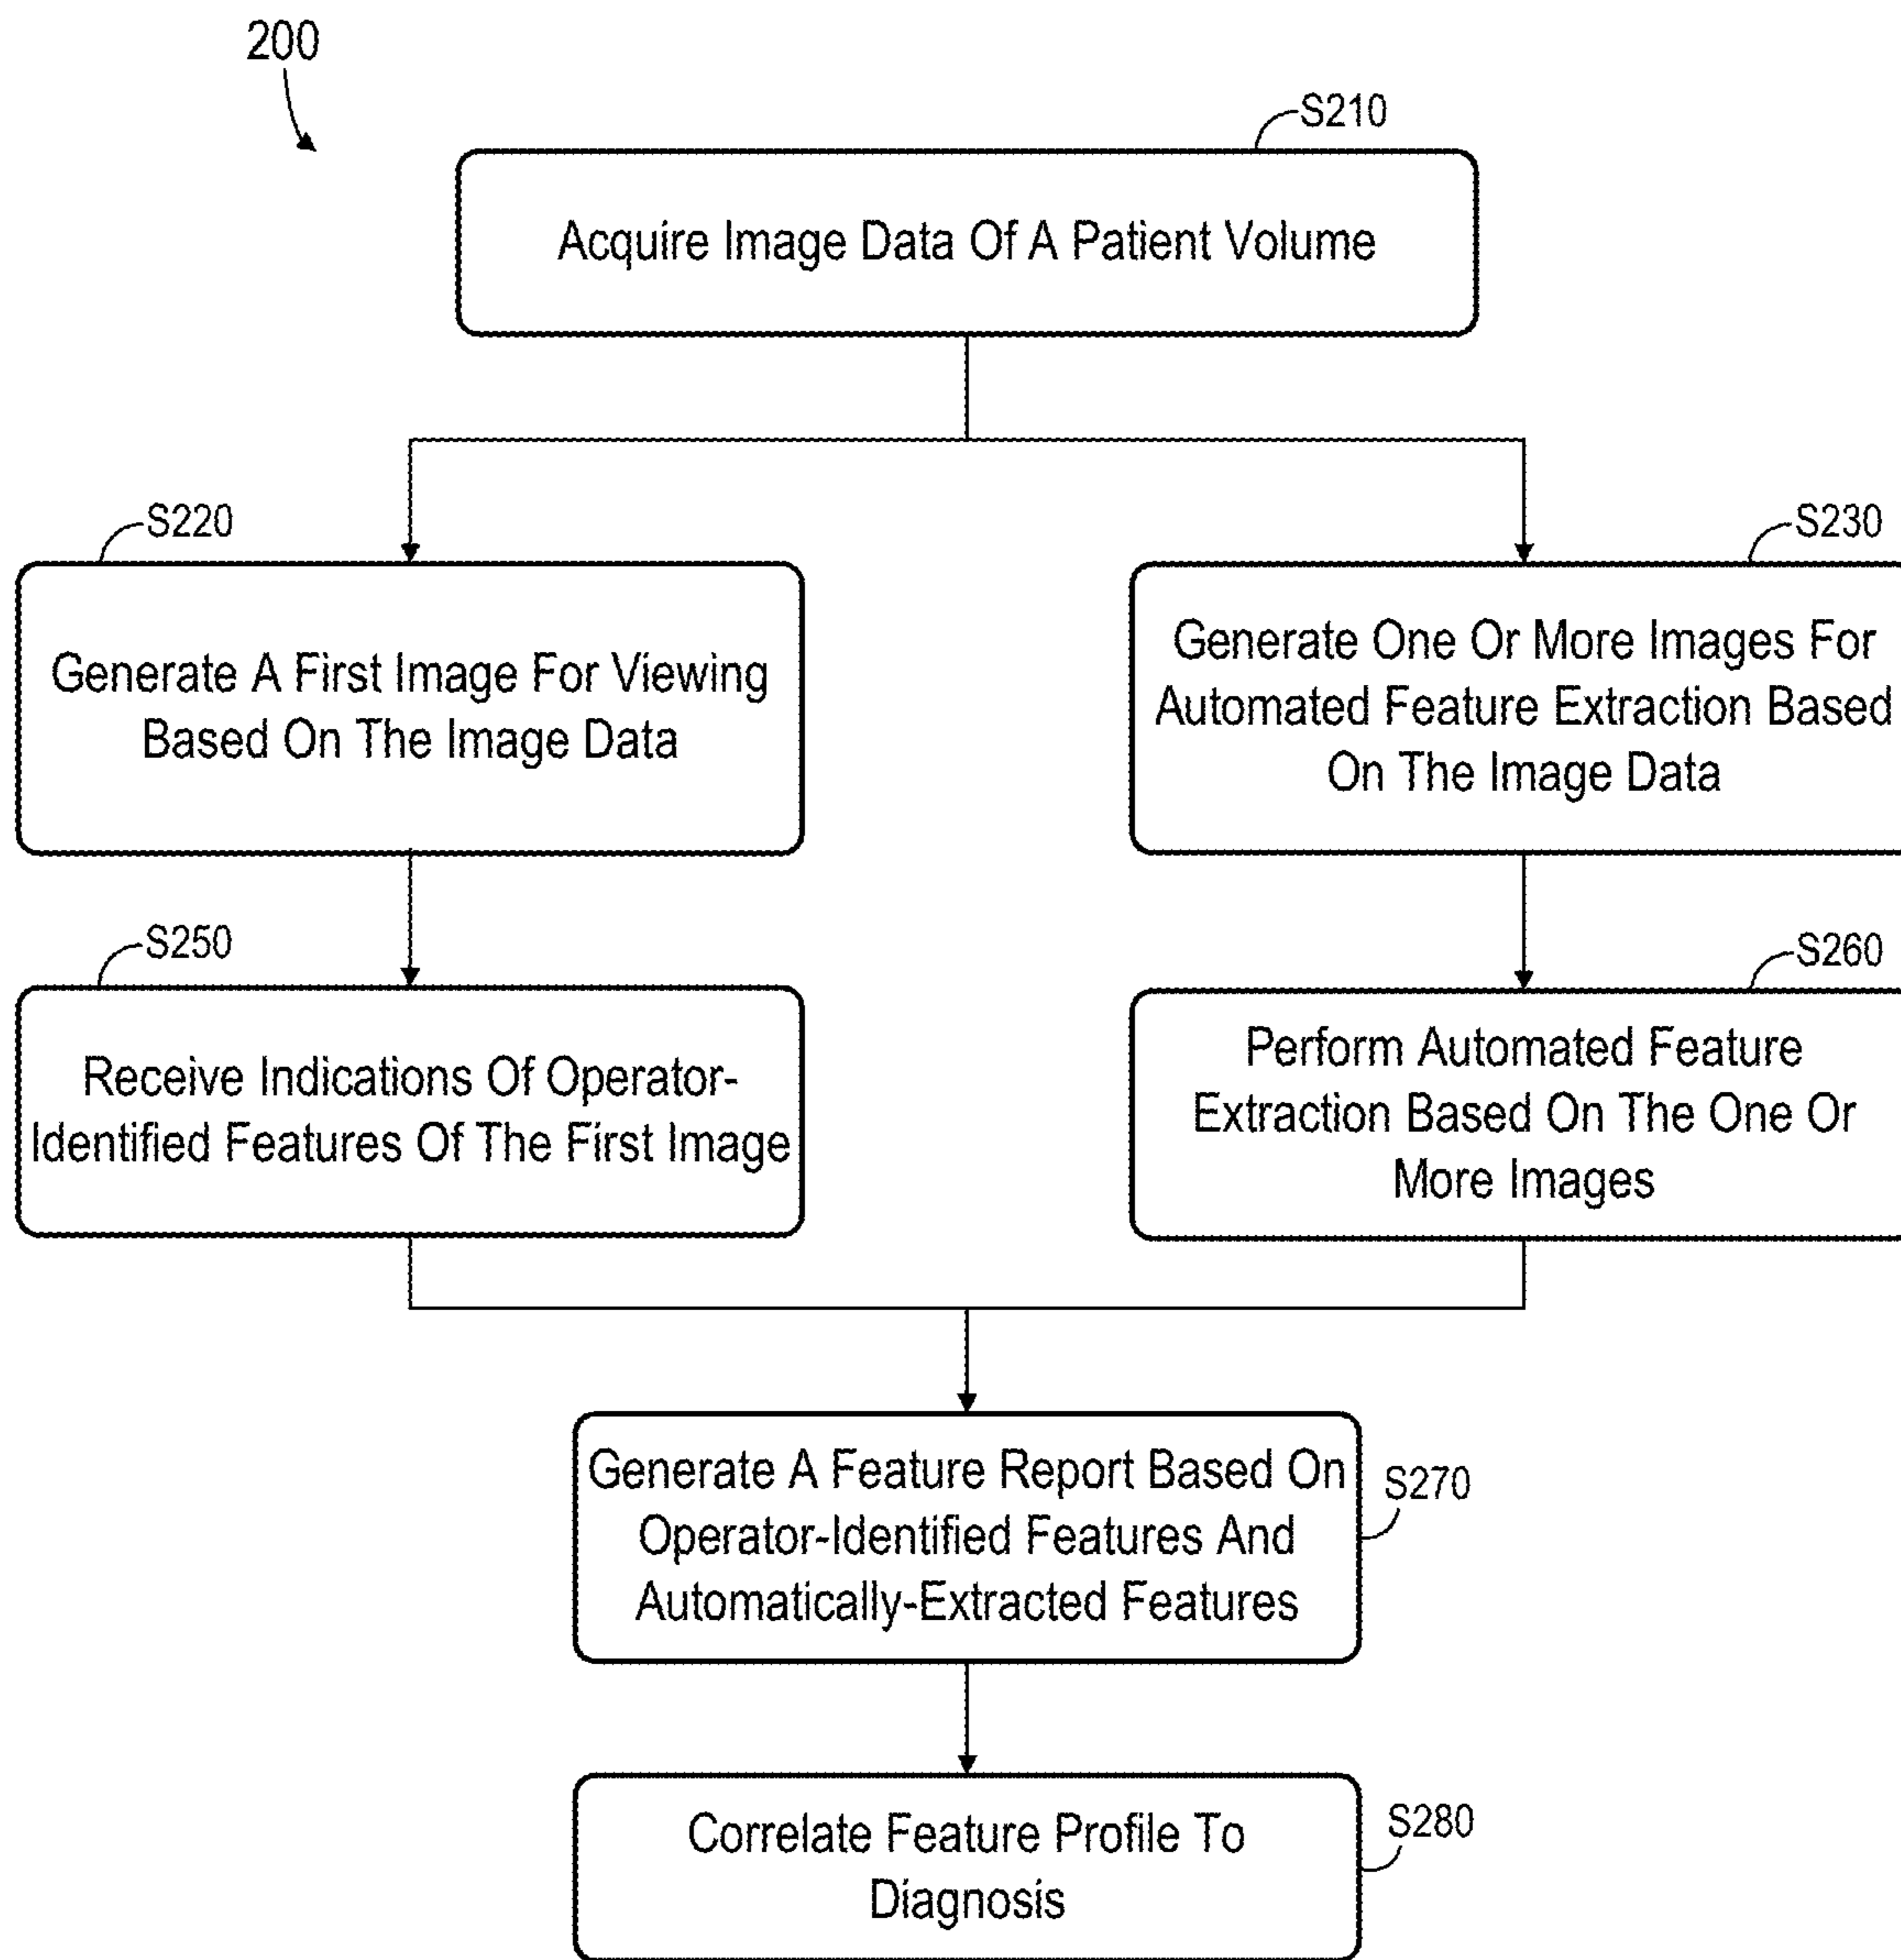 200
S210
Acquire Image Data Of A Patient Volume
S220
Generate A First Image For Viewing
Based On The Image Data
S230
Generate One Or More Images For
Automated Feature Extraction Based
On The Image Data
S250
Receive Indications Of Operator-
Identified Features Of The First Image
S260
Perform Automated Feature
Extraction Based On The One Or
More Images
Generate A Feature Report Based On
Operator-Identified Features And
Automatically-Extracted Features
S270
Correlate Feature Profile To
Diagnosis
S280